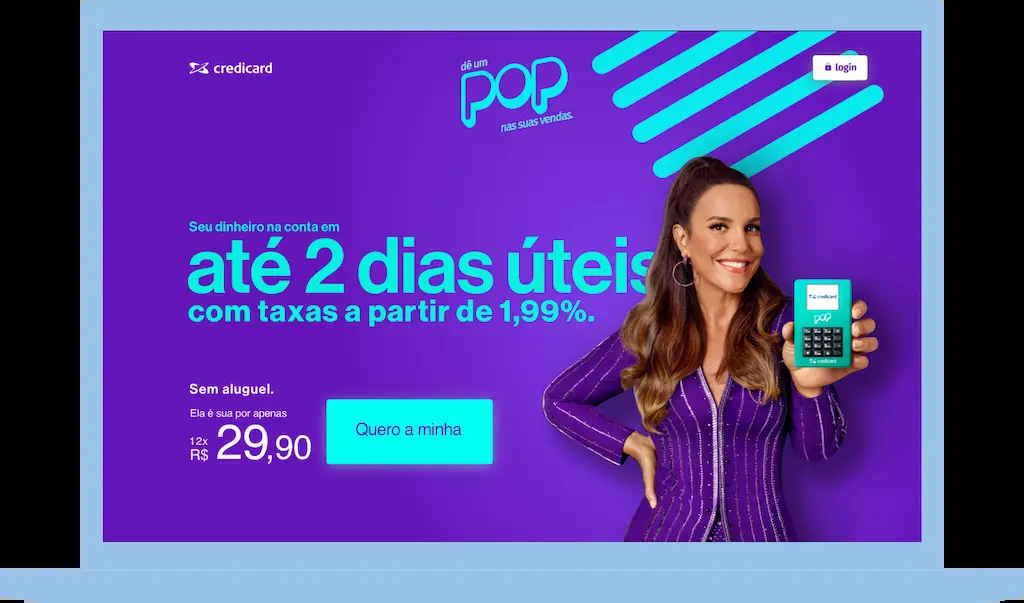 credicard
dê um
POP
nas suas vendas.
login
Seu dinheiro na conta em
até 2 dias úteis
com taxas a partir de 1,99%.
credicard
pop
credicard
Sem aluguel.
Ela é sua por apenas
12x
R$ 29,90
Quero a minha